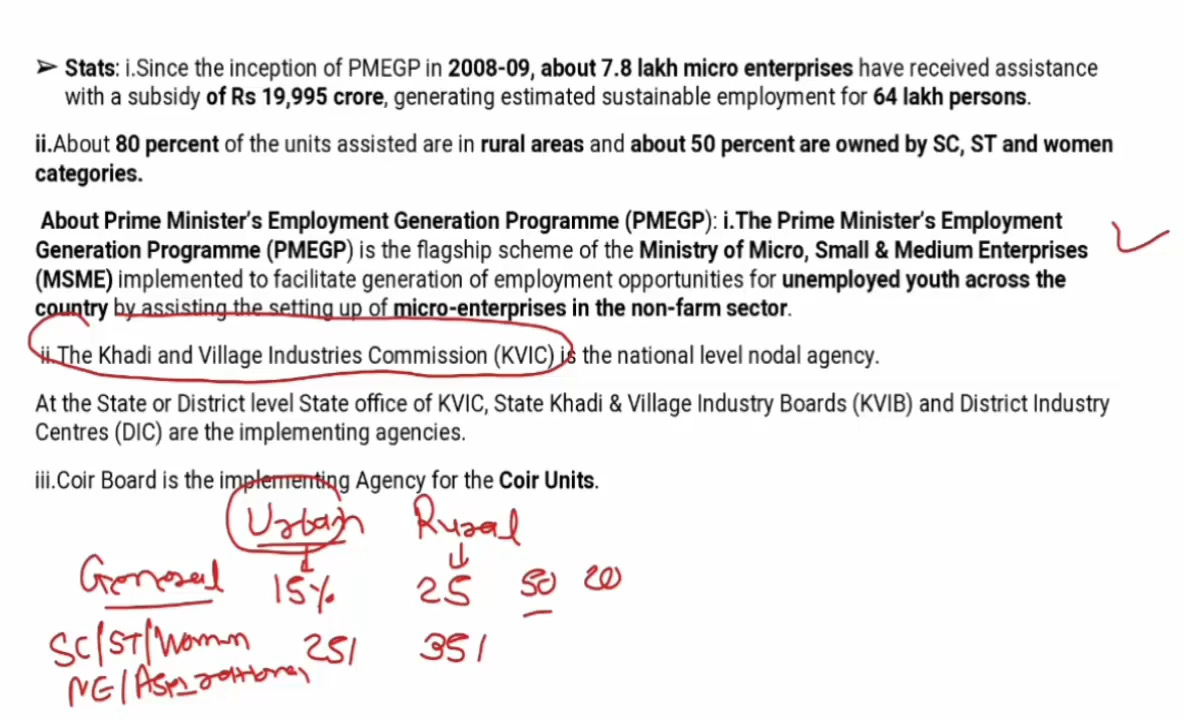 ➢ Stats: i.Since the inception of PMEGP in 2008-09, about 7.8 lakh micro enterprises have received assistance
with a subsidy of Rs 19,995 crore, generating estimated sustainable employment for 64 lakh persons.
ii.About 80 percent of the units assisted are in rural areas and about 50 percent are owned by SC, ST and women
categories.
About Prime Minister's Employment Generation Programme (PMEGP): i.The Prime Minister's Employment
Generation Programme (PMEGP) is the flagship scheme of the Ministry of Micro, Small & Medium Enterprises
(MSME) implemented to facilitate generation of employment opportunities for unemployed youth across the
country by assisting the setting up of micro-enterprises in the non-farm sector.
ii.The Khadi and Village Industries Commission (KVIC) is the national level nodal agency.
At the State or District level State office of KVIC, State Khadi & Village Industry Boards (KVIB) and District Industry
Centres (DIC) are the implementing agencies.
iii.Coir Board is the implementing Agency for the Coir Units.
Urban Rural
General 15% 25 50 20
SC/ST/Women 25/ 35/
NE/